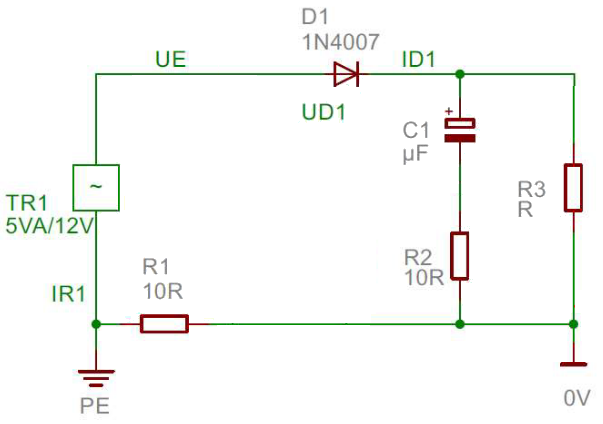 D1
1N4007
UE
ID1
UD1
+
C1
µF
~
TR1
5VA/12V
R3
R
R2
10R
R1
10R
IR1
PE
0V